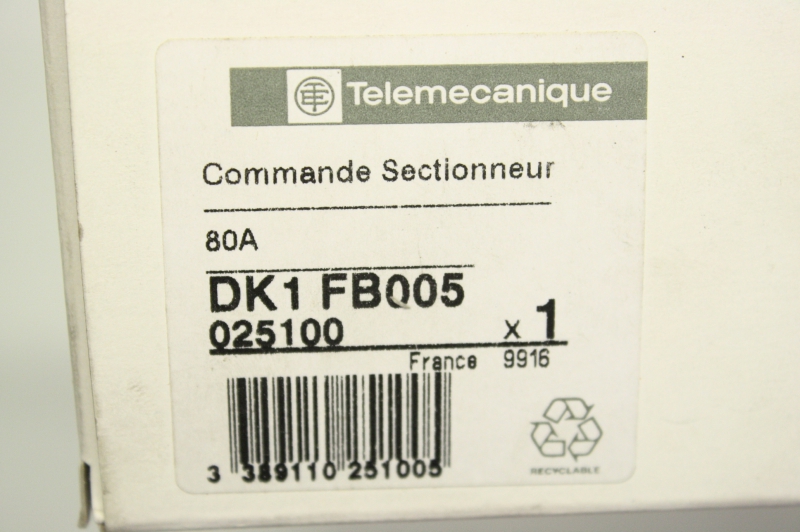 Telemecanique
Commande Sectionneur
80A
DK1 FB005
025100 x 1
France 9916
3 389110 251005
RECYCLABLE